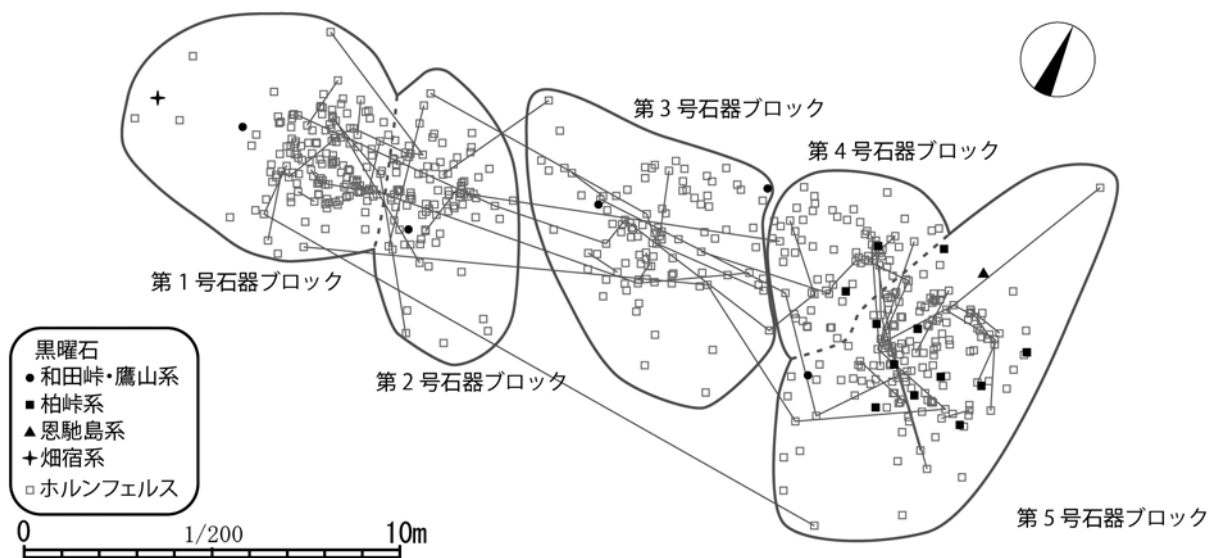 第3号石器ブロック
第4号石器ブロック
第1号石器ブロック
第2号石器ブロック
第5号石器ブロック
黒曜石
●和田峠・鷹山系
■柏峠系
▲恩馳島系
畑宿系
□ホルンフェルス
0 1/200 10m